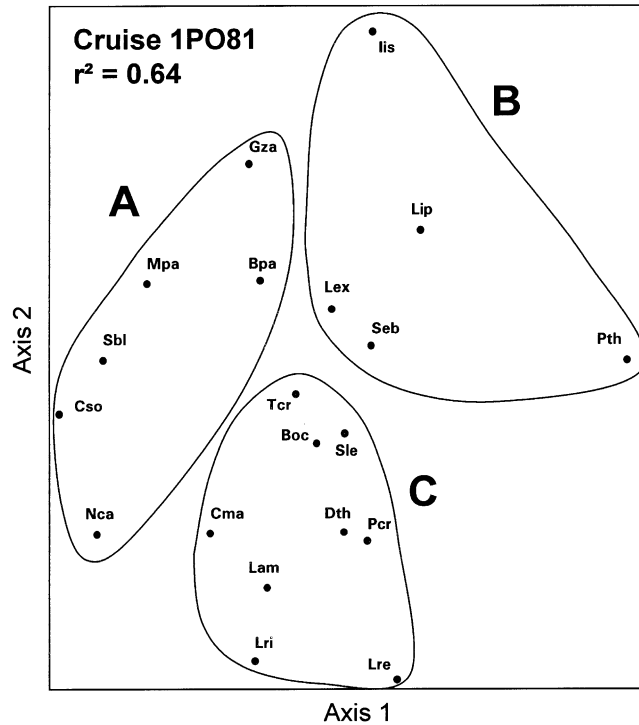 Cruise 1PO81
r² = 0.64
Iis
B
Gza
A
Lip
Mpa
Bpa
Lex
Seb
Pth
Sbl
Axis 2
Cso
Tcr
Boc
Sle
C
Nca
Cma
Dth
Pcr
Lam
Lri
Lre
Axis 1